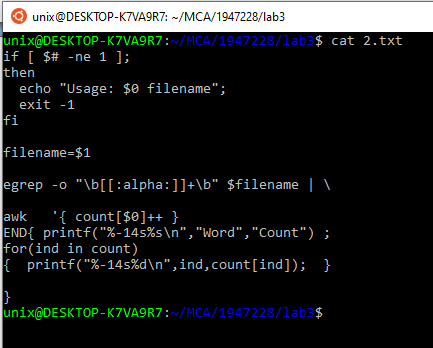 unix@DESKTOP-K7VA9R7: ~/MCA/1947228/lab3
unix@DESKTOP-K7VA9R7:~/MCA/1947228/lab3$ cat 2.txt
if [ $# -ne 1 ];
then
  echo "Usage: $0 filename";
  exit -1
fi

filename=$1

egrep -o "\b[[:alpha:]]+\b" $filename | \

awk   '{ count[$0]++ }
END{ printf("%-14s%s\n","Word","Count") ;
for(ind in count)
{  printf("%-14s%d\n",ind,count[ind]);  }

}
unix@DESKTOP-K7VA9R7:~/MCA/1947228/lab3$